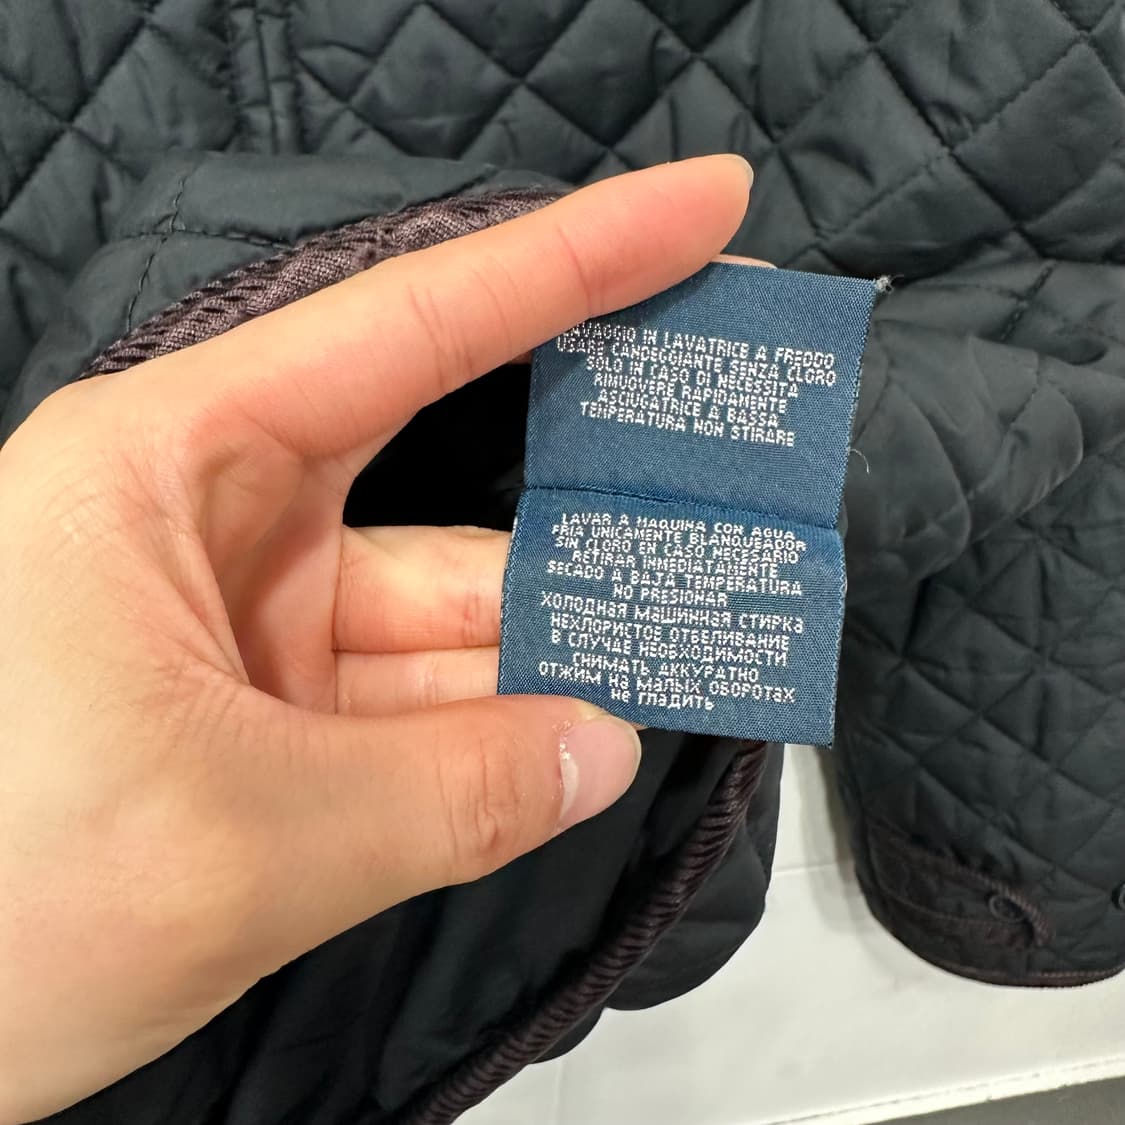 LAVAGGIO IN LAVATRICE A FREDDO
USARE CANDEGGIANTE SENZA CLORO
SOLO IN CASO DI NECESSITA
RIMUOVERE RAPIDAMENTE
ASCIUGATRICE A BASSA
TEMPERATURA NON STIRARE
LAVAR A MAQUINA CON AGUA
FRIA UNICAMENTE BLANQUEADOR
SIN CLORO EN CASO NECESARIO
RETIRAR INMEDIATAMENTE
SECADO A BAJA TEMPERATURA
NO PRESIONAR
ХОЛОДНАЯ МАШИННАЯ СТИРКА
НЕХЛОРИСТОЕ ОТБЕЛИВАНИЕ
В СЛУЧАЕ НЕОБХОДИМОСТИ
СНИМАТЬ АККУРАТНО
ОТЖИМ НА МАЛЫХ ОБОРОТАХ
НЕ ГЛАДИТЬ